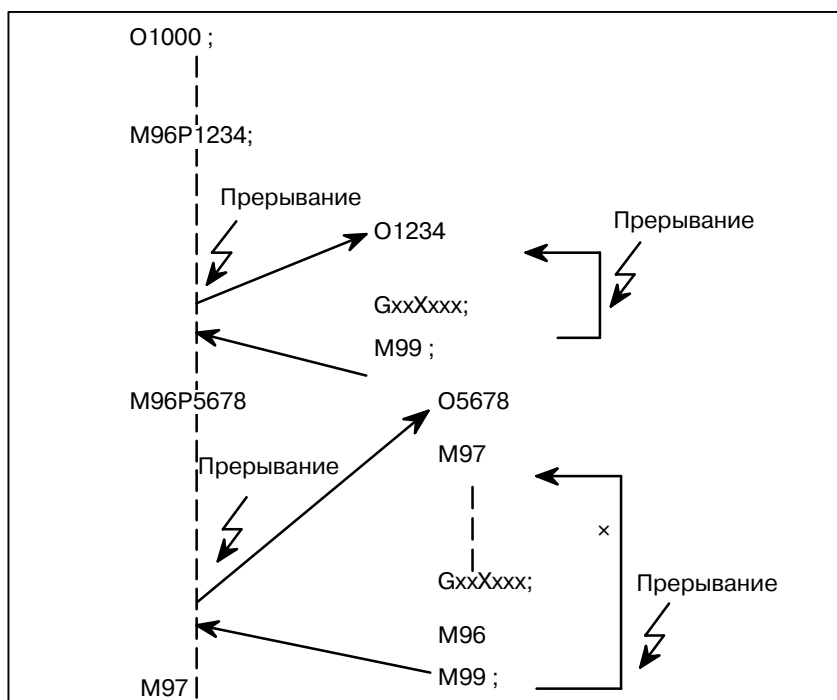 O1000 ;
M96P1234;
Прерывание
O1234
Прерывание
GxxXxxx;
M99 ;
M96P5678
O5678
M97
Прерывание
×
GxxXxxx;
Прерывание
M96
M99 ;
M97